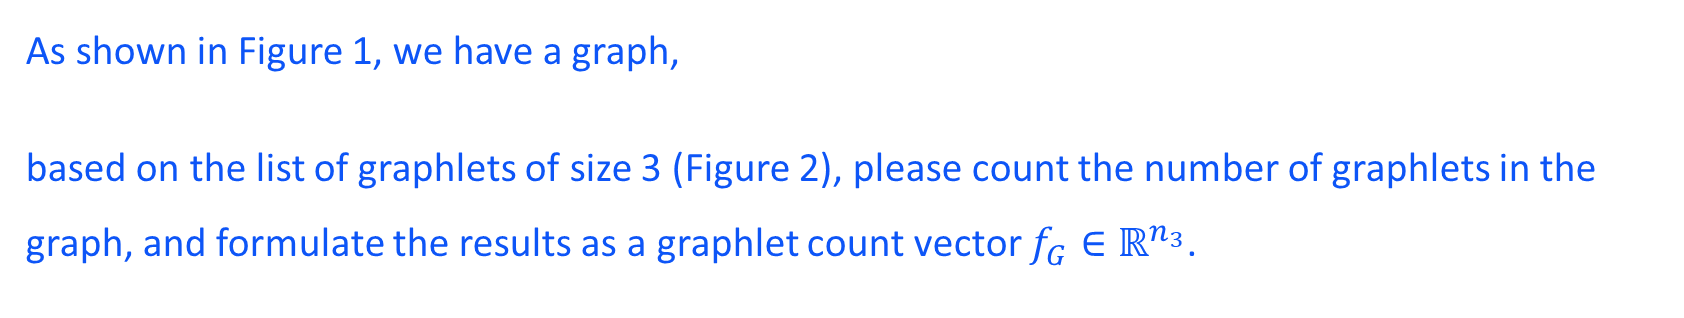 As shown in Figure 1, we have a graph,
based on the list of graphlets of size 3 (Figure 2), please count the number of graphlets in the
graph, and formulate the results as a graphlet count vector $f_G \in \mathbb{R}^{n_3}$.